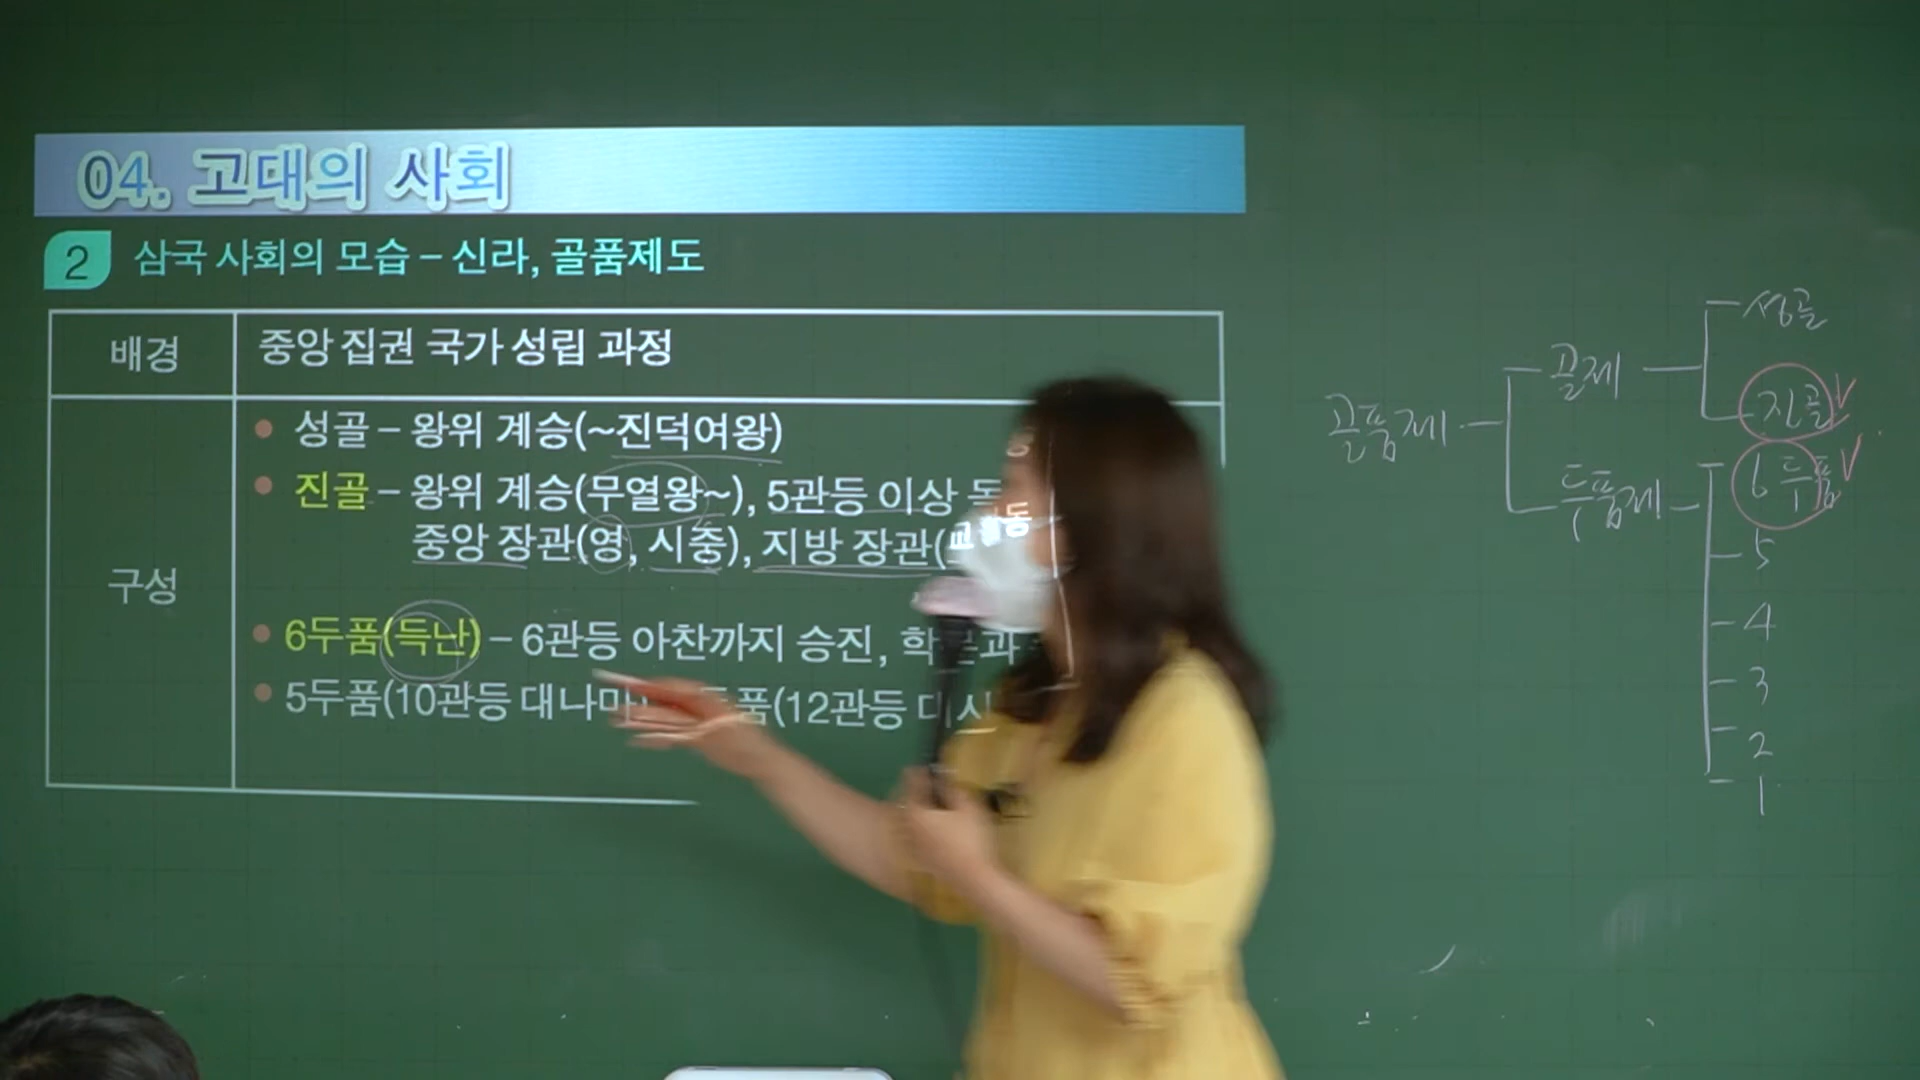 04. 고대의 사회
2 삼국 사회의 모습 – 신라, 골품제도
배경 중앙 집권 국가 성립 과정
구성
성골 – 왕위 계승(~진덕여왕)
진골 – 왕위 계승(무열왕~), 5관등 이상
중앙 장관(영, 시중), 지방 장관(
6두품(득난) – 6관등 아찬까지 승진,
5두품(10관등 대나마) 품(12관등
골품제
골제
성골
진골
두품제
6두품
5
4
3
2
1